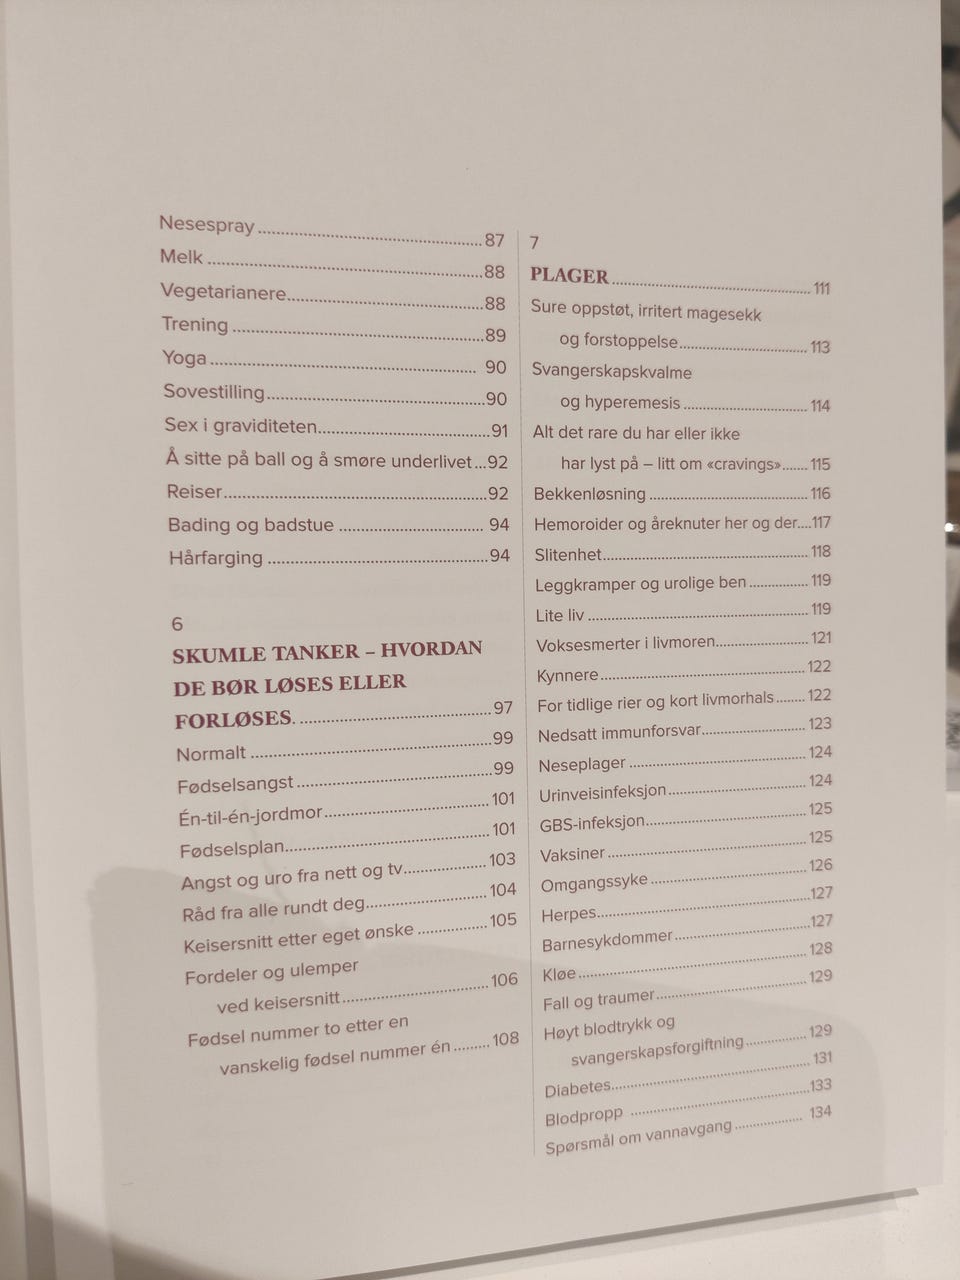 Nesespray ..... 87
Melk ..... 88
Vegetarianere ..... 88
Trening ..... 89
Yoga ..... 90
Sovestilling ..... 90
Sex i graviditeten ..... 91
Å sitte på ball og å smøre underlivet ... 92
Reiser ..... 92
Bading og badstue ..... 94
Hårfarging ..... 94
6
SKUMLE TANKER – HVORDAN
DE BØR LØSES ELLER
FORLØSES. ..... 97
Normalt ..... 99
Fødselsangst ..... 99
Én-til-én-jordmor ..... 101
Fødselsplan ..... 101
Angst og uro fra nett og tv ..... 103
Råd fra alle rundt deg ..... 104
Keisersnitt etter eget ønske ..... 105
Fordeler og ulemper
ved keisersnitt ..... 106
Fødsel nummer to etter en
vanskelig fødsel nummer én ..... 108
7
PLAGER ..... 111
Sure oppstøt, irritert magesekk
og forstoppelse ..... 113
Svangerskapskvalme
og hyperemesis ..... 114
Alt det rare du har eller ikke
har lyst på – litt om «cravings» ..... 115
Bekkenløsning ..... 116
Hemoroider og åreknuter her og der .... 117
Slitenhet ..... 118
Leggkramper og urolige ben ..... 119
Lite liv ..... 119
Voksesmerter i livmoren ..... 121
Kynnere ..... 122
For tidlige rier og kort livmorhals ..... 122
Nedsatt immunforsvar ..... 123
Neseplager ..... 124
Urinveisinfeksjon ..... 124
GBS-infeksjon ..... 125
Vaksiner ..... 125
Omgangssyke ..... 126
Herpes ..... 127
Barnesykdommer ..... 127
Kløe ..... 128
Fall og traumer ..... 129
Høyt blodtrykk og
svangerskapsforgiftning ..... 129
Diabetes ..... 131
Blodpropp ..... 133
Spørsmål om vannavgang ..... 134